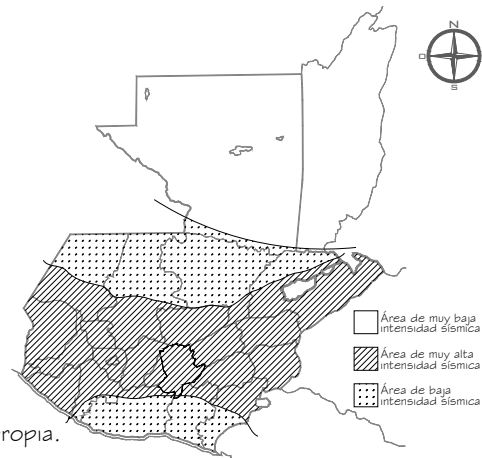 N
O
S
Área de muy baja
intensidad sísmica
Área de muy alta
intensidad sísmica
Área de baja
intensidad sísmica
ropia.